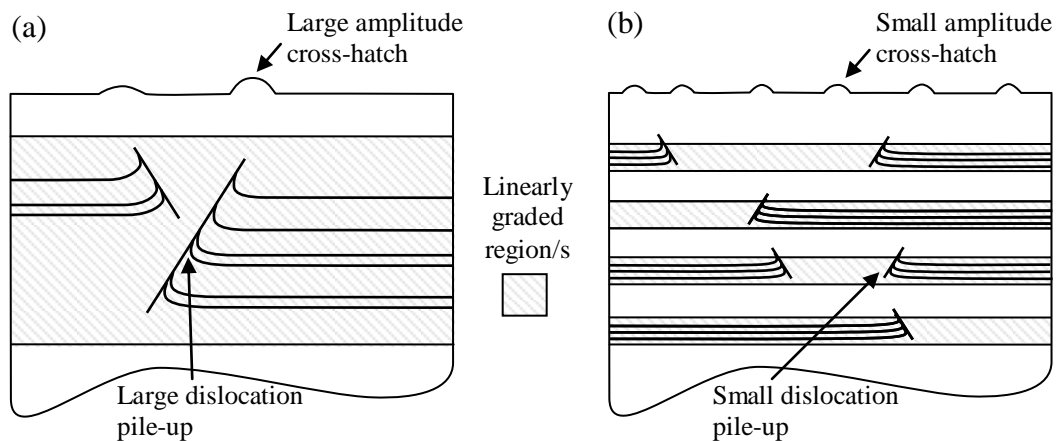 (a)
Large amplitude
cross-hatch
(b)
Small amplitude
cross-hatch
Linearly
graded
region/s
Large dislocation
pile-up
Small dislocation
pile-up